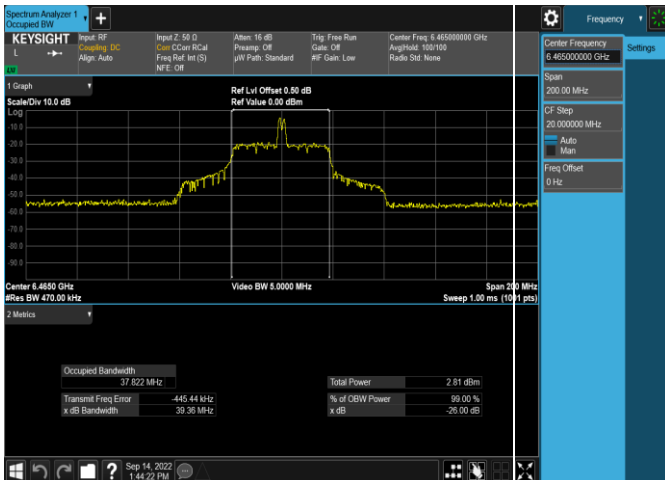 Spectrum Analyzer 1
Occupied BW
Frequency
KEYSIGHT
L
LV
Input: RF
Coupling: DC
Align: Auto
Input Z: 50 Ω
Corr CCorr RCal
Freq Ref: Int (S)
NFE: Off
Atten: 16 dB
Preamp: Off
µW Path: Standard
Trig: Free Run
Gate: Off
#IF Gain: Low
Center Freq: 6.465000000 GHz
Avg|Hold: 100/100
Radio Std: None
Center Frequency
6.465000000 GHz
Settings
Span
200.00 MHz
CF Step
20.000000 MHz
Auto
Man
Freq Offset
0 Hz
1 Graph
Scale/Div 10.0 dB
Ref Lvl Offset 0.50 dB
Ref Value 0.00 dBm
Log
-10.0
-20.0
-30.0
-40.0
-50.0
-60.0
-70.0
-80.0
-90.0
Center 6.4650 GHz
Video BW 5.0000 MHz
Span 200 MHz
#Res BW 470.00 kHz
Sweep 1.00 ms (1001 pts)
2 Metrics
Occupied Bandwidth
37.822 MHz
Total Power 2.81 dBm
Transmit Freq Error -445.44 kHz
% of OBW Power 99.00 %
x dB Bandwidth 39.36 MHz
x dB -26.00 dB
Sep 14, 2022
1:44:22 PM